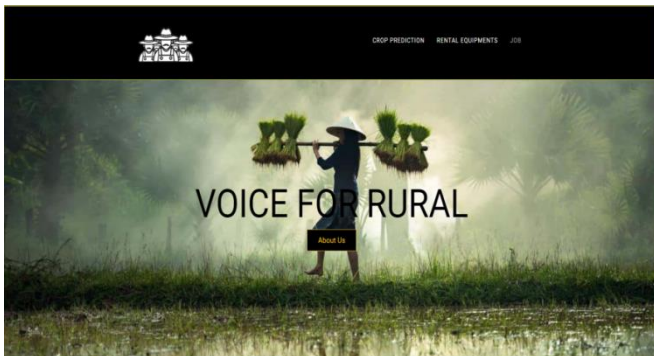 CROP PREDICTION RENTAL EQUIPMENTS JOB
VOICE FOR RURAL
About Us